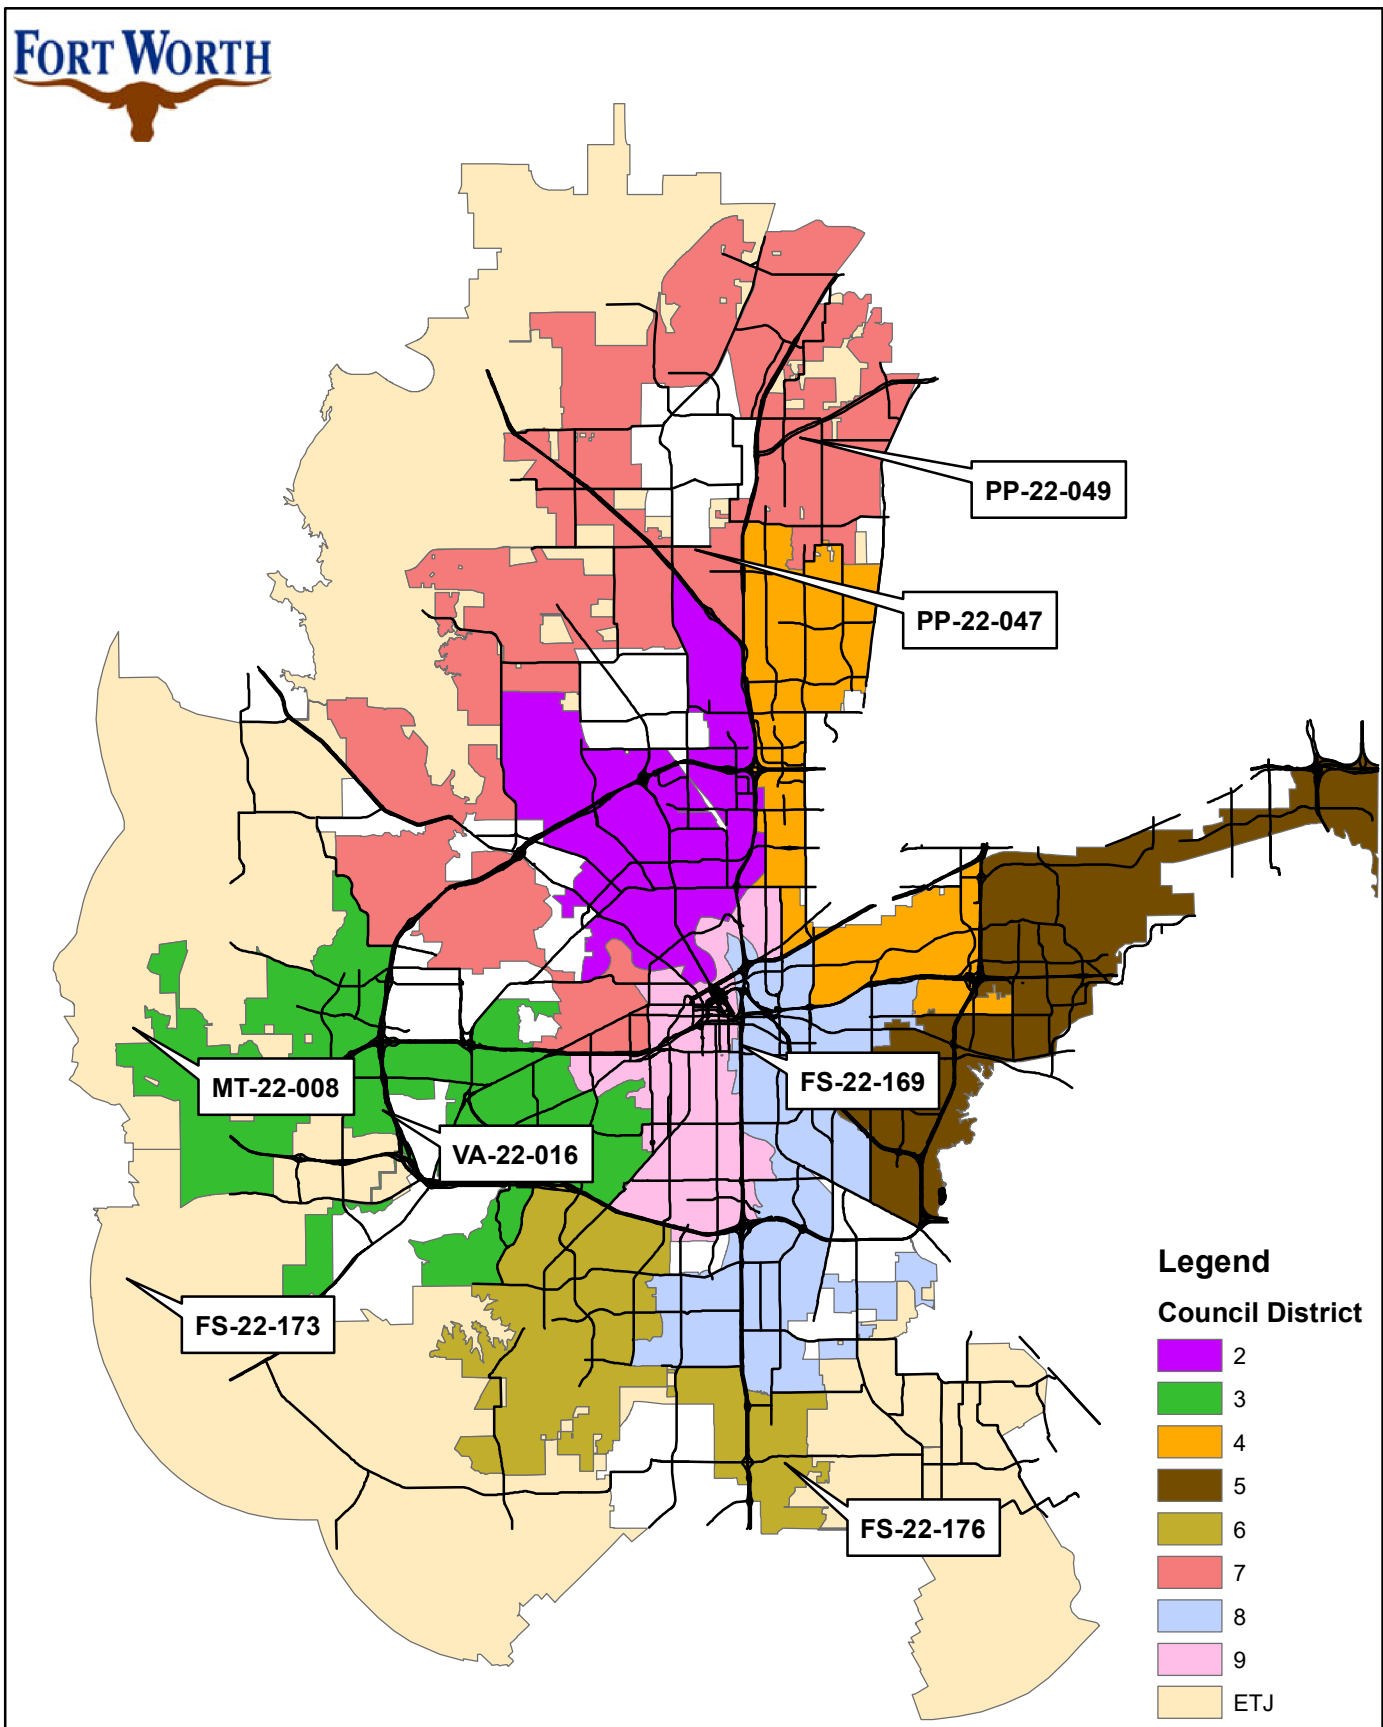 FORT WORTH
PP-22-049
PP-22-047
MT-22-008
FS-22-169
VA-22-016
FS-22-173
FS-22-176
Legend
Council District
2
3
4
5
6
7
8
9
ETJ